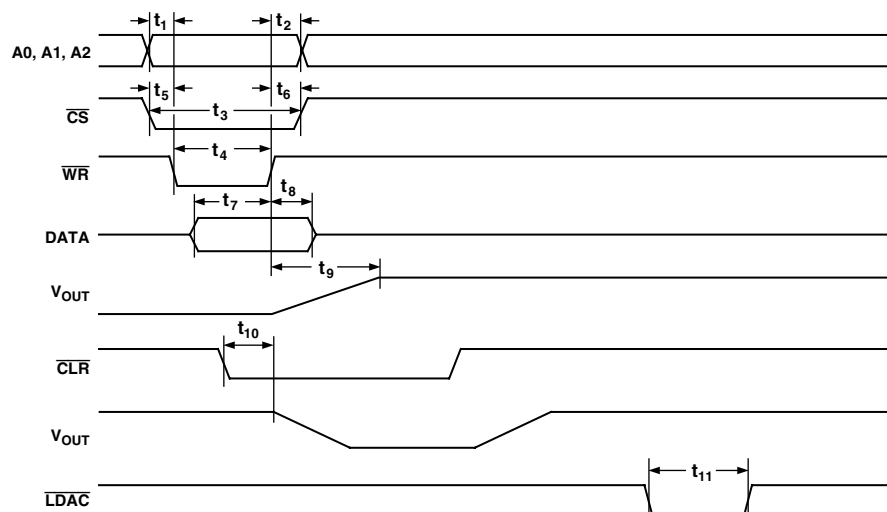 t1 t2
A0, A1, A2
t5 t6
t3
CS
t4
WR
t7 t8
DATA
t9
VOUT
t10
CLR
VOUT
t11
LDAC